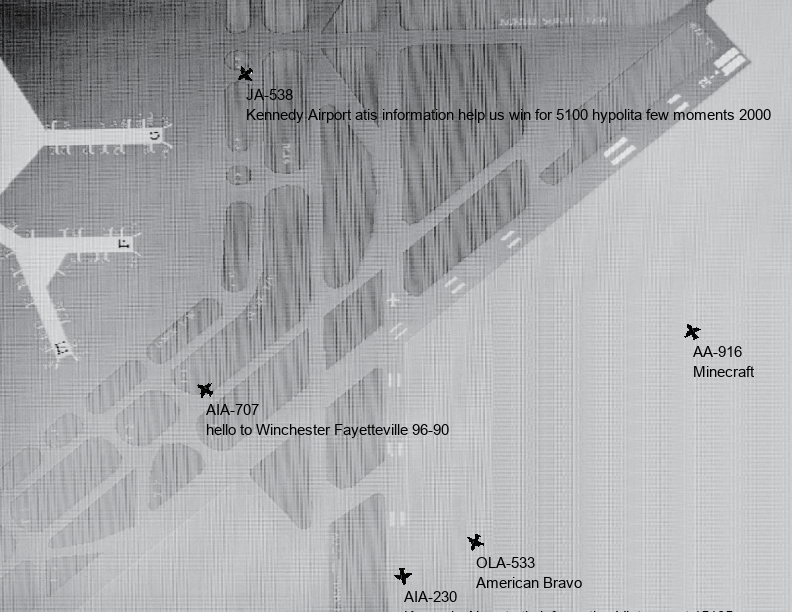 JA-538
Kennedy Airport atis information help us win for 5100 hypolita few moments 2000
AA-916
Minecraft
AIA-707
hello to Winchester Fayetteville 96-90
OLA-533
American Bravo
AIA-230